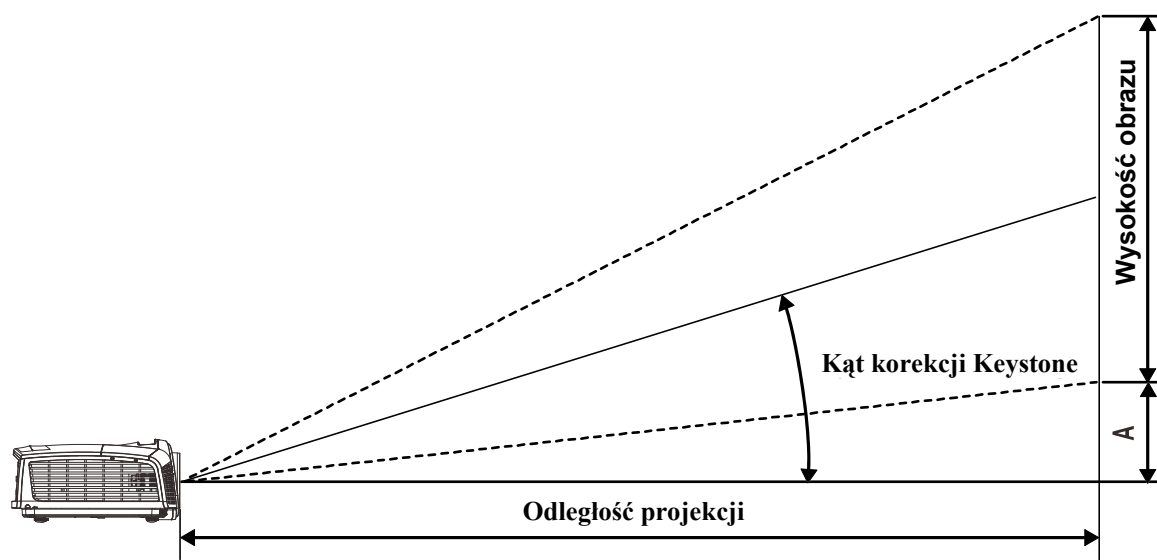 Wysokość obrazu
Kąt korekcji Keystone
A
Odległość projekcji